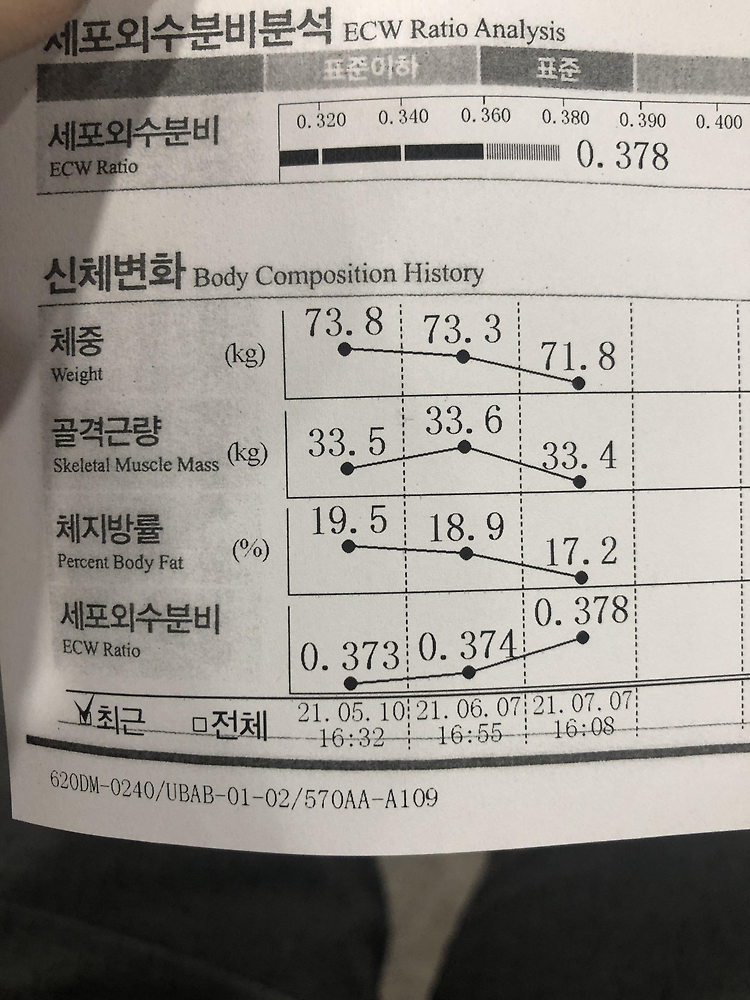 세포외수분비분석 ECW Ratio Analysis
표준이하 표준
0.320 0.340 0.360 0.380 0.390 0.400
세포외수분비
ECW Ratio
0.378
신체변화 Body Composition History
체중
Weight
(kg)
73.8 73.3 71.8
골격근량
Skeletal Muscle Mass
(kg)
33.5 33.6 33.4
체지방률
Percent Body Fat
(%)
19.5 18.9 17.2
세포외수분비
ECW Ratio
0.373 0.374 0.378
최근 전체
21.05.10 21.06.07 21.07.07
16:32 16:55 16:08
620DM-0240/UBAB-01-02/570AA-A109